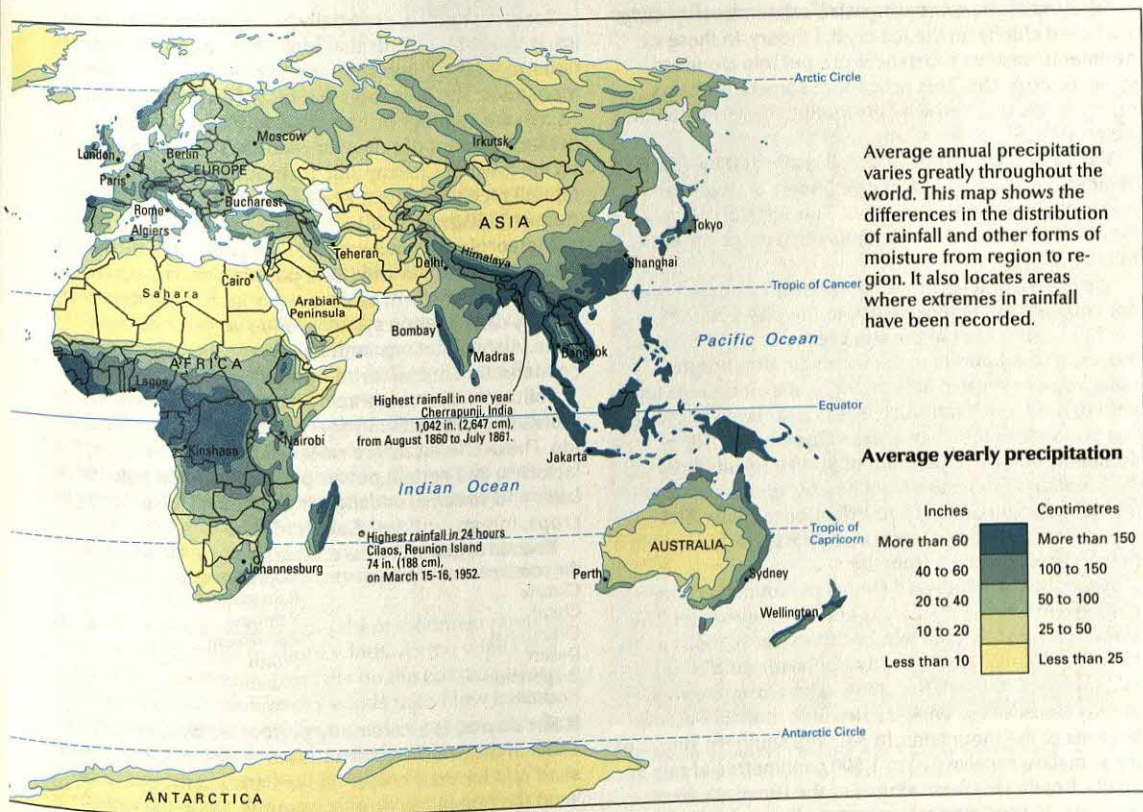 Arctic Circle
Moscow
London
Berlin
Irkutsk
EUROPE
Paris
Bucharest
Rome
ASIA
Algiers
Tokyo
Teheran
Himalaya
Delhi
Shanghai
Cairo
Sahara
Tropic of Cancer
Arabian
Peninsula
Bombay
Pacific Ocean
Bangkok
Madras
AFRICA
Lagos
Highest rainfall in one year
Cherrapunji, India
1,042 in. (2,647 cm),
from August 1860 to July 1861.
Equator
Nairobi
Kinshasa
Jakarta
Indian Ocean
Highest rainfall in 24 hours
Cilaos, Reunion Island
74 in. (188 cm),
on March 15-16, 1952.
Tropic of
Capricorn
AUSTRALIA
Johannesburg
Perth
Sydney
Wellington
Antarctic Circle
ANTARCTICA
Average annual precipitation
varies greatly throughout the
world. This map shows the
differences in the distribution
of rainfall and other forms of
moisture from region to re-
gion. It also locates areas
where extremes in rainfall
have been recorded.
Average yearly precipitation
Inches Centimetres
More than 60 More than 150
40 to 60 100 to 150
20 to 40 50 to 100
10 to 20 25 to 50
Less than 10 Less than 25